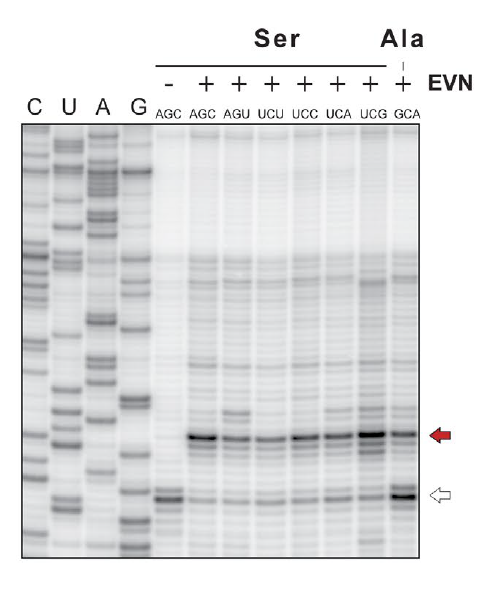 Ser Ala
- + + + + + + + EVN
C U A G AGC AGC AGU UCU UCC UCA UCG GCA